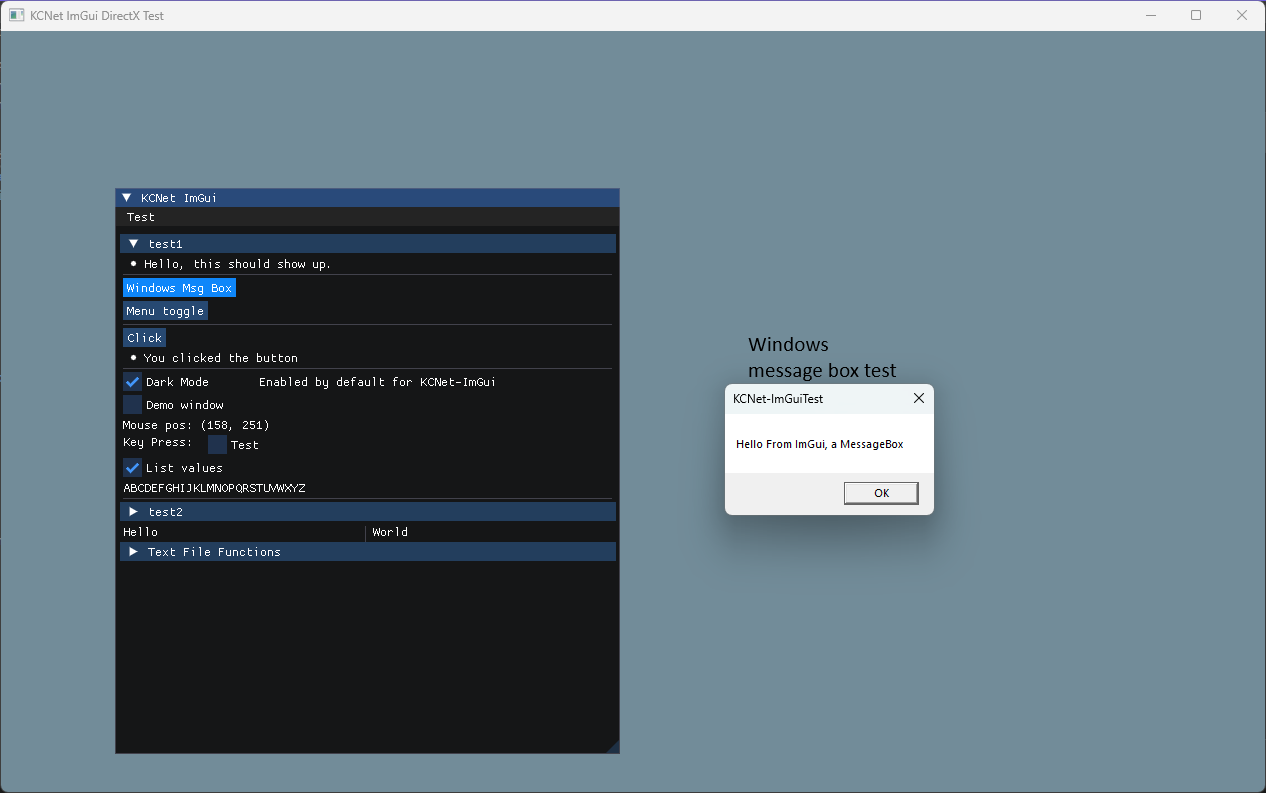 KCNet ImGui DirectX Test
KCNet ImGui
Test
test1
Hello, this should show up.
Windows Msg Box
Menu toggle
Click
You clicked the button
Dark Mode Enabled by default for KCNet-ImGui
Demo window
Mouse pos: (158, 251)
Key Press: Test
List values
ABCDEFGHIJKLMNOPQRSTUVWXYZ
test2
Hello World
Text File Functions
Windows
message box test
KCNet-ImGuiTest
Hello From ImGui, a MessageBox
OK